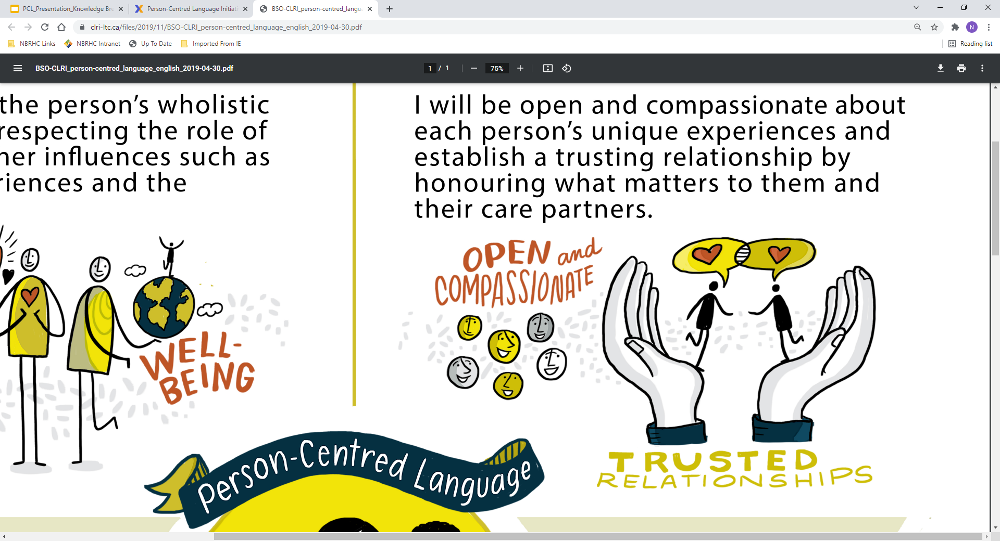 PCL_Presentation_Knowledge Bre
Person-Centred Language Initiati
BSO-CLRI_person-centred_langua
clri-ltc.ca/files/2019/11/BSO-CLRI_person-centred_language_english_2019-04-30.pdf
N
NBRHC Links
NBRHC Intranet
Up To Date
Imported From IE
Reading list
BSO-CLRI_person-centred_language_english_2019-04-30.pdf
1 / 1
75%
the person’s wholistic
respecting the role of
her influences such as
riences and the
I will be open and compassionate about
each person’s unique experiences and
establish a trusting relationship by
honouring what matters to them and
their care partners.
WELL-
BEING
OPEN and
COMPASSIONATE
TRUSTED
RELATIONSHIPS
Person-Centred Language